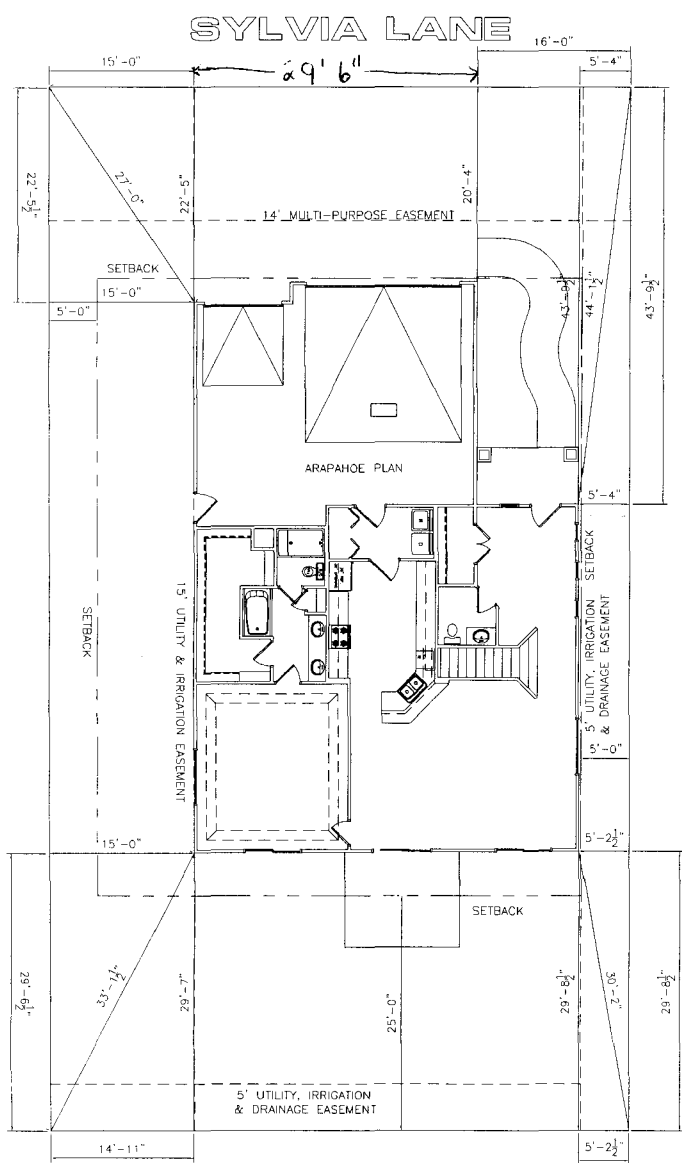 SYLVIA LANE
16'-0"
15'-0"
29' 6"
5'-4"
22'-5½"
27'-0"
22'-5"
20'-4"
14' MULTI-PURPOSE EASEMENT
SETBACK
15'-0"
5'-0"
43'-9½"
44'-1½"
43'-9½"
ARAPAHOE PLAN
5'-4"
SETBACK
15' UTILITY & IRRIGATION EASEMENT
5' UTILITY, IRRIGATION
& DRAINAGE EASEMENT
SETBACK
5'-0"
15'-0"
5'-2½"
SETBACK
29'-6½"
33'-1½"
29'-7"
25'-0"
29'-8½"
30'-2"
29'-8½"
5' UTILITY, IRRIGATION
& DRAINAGE EASEMENT
14'-11"
5'-2½"